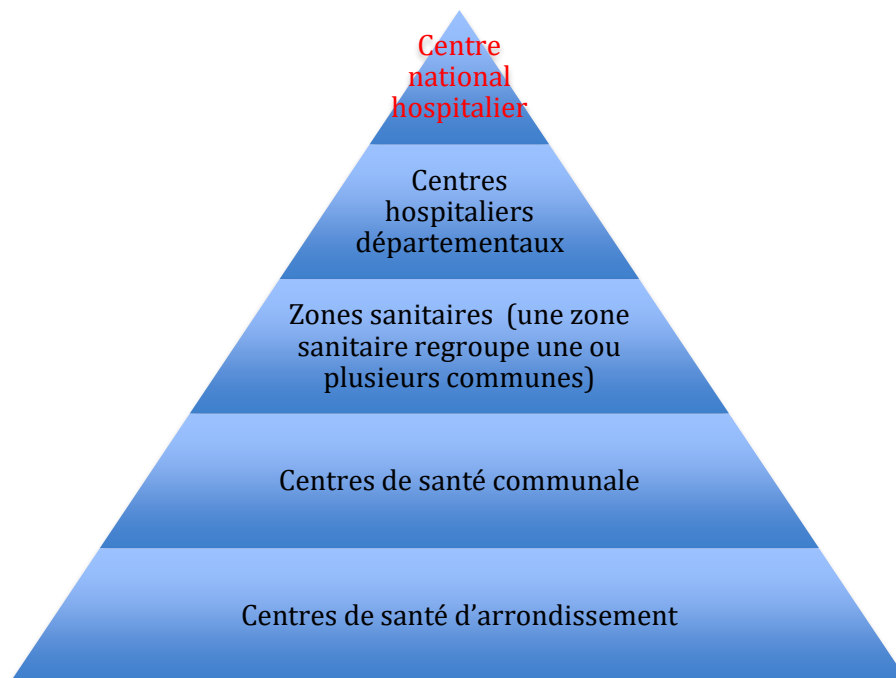 Centre
national
hospitalier
Centres
hospitaliers
départementaux
Zones sanitaires  (une zone
sanitaire regroupe une ou
plusieurs communes)
Centres de santé communale
Centres de santé d’arrondissement